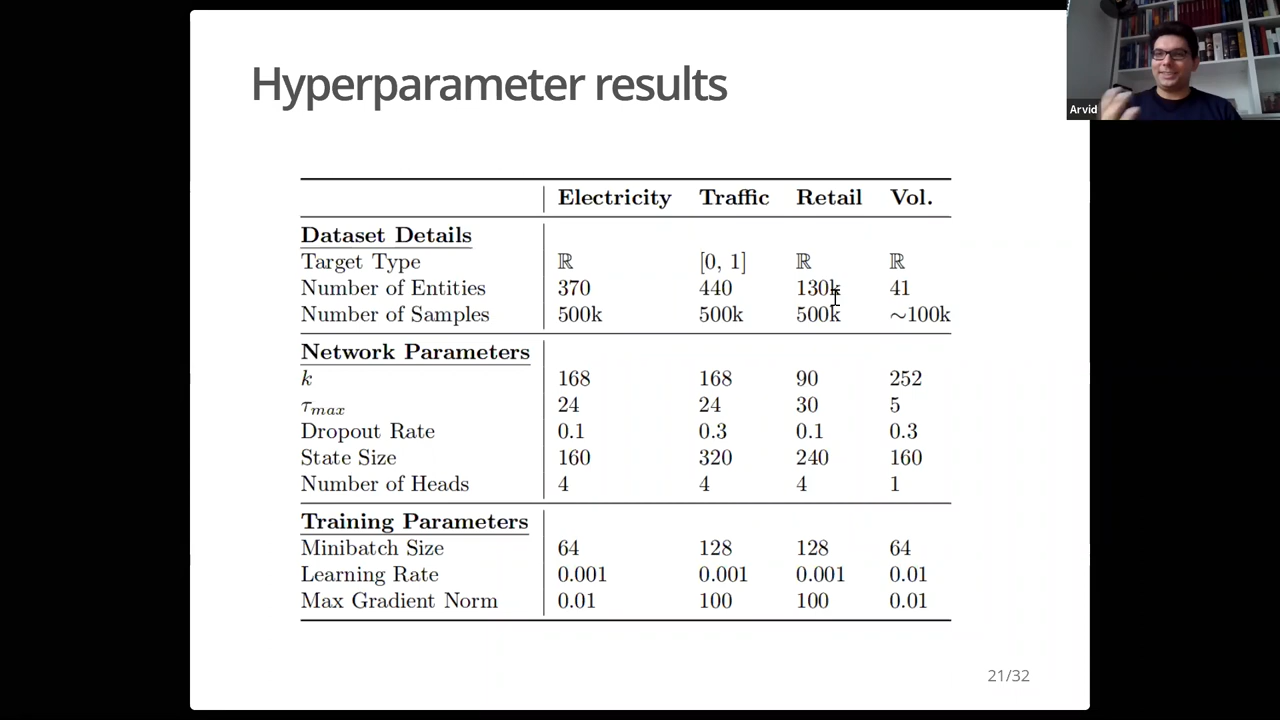 Hyperparameter results
Arvid
Electricity Traffic Retail Vol.
Dataset Details
Target Type ℝ [0, 1] ℝ ℝ
Number of Entities 370 440 130k 41
Number of Samples 500k 500k 500k ~100k
Network Parameters
k 168 168 90 252
τmax 24 24 30 5
Dropout Rate 0.1 0.3 0.1 0.3
State Size 160 320 240 160
Number of Heads 4 4 4 1
Training Parameters
Minibatch Size 64 128 128 64
Learning Rate 0.001 0.001 0.001 0.01
Max Gradient Norm 0.01 100 100 0.01
21/32